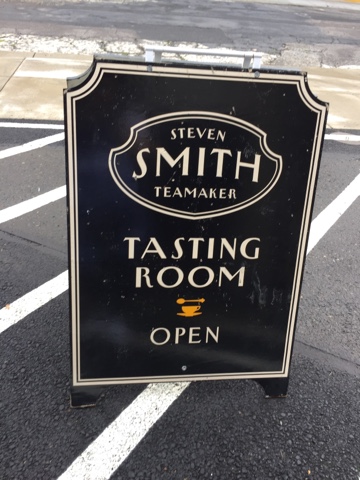 STEVEN
SMITH
TEAMAKER
TASTING
ROOM
OPEN